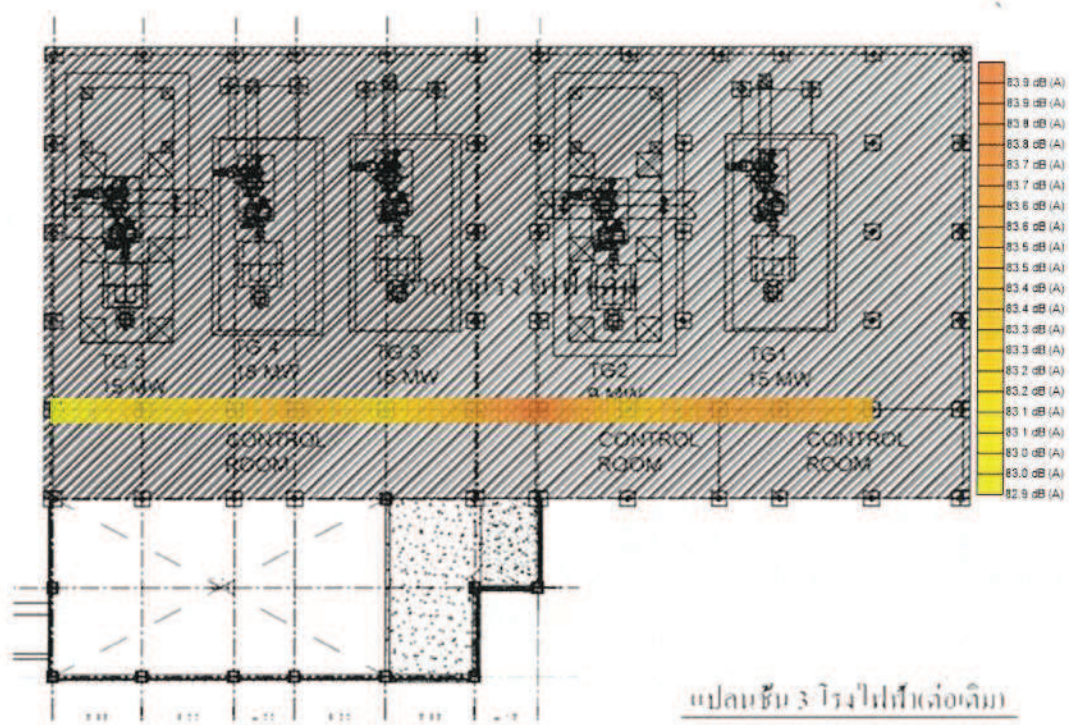 83.9 dB (A)
83.9 dB (A)
83.8 dB (A)
83.8 dB (A)
83.7 dB (A)
83.7 dB (A)
83.6 dB (A)
83.6 dB (A)
83.5 dB (A)
83.5 dB (A)
83.4 dB (A)
83.4 dB (A)
83.3 dB (A)
83.3 dB (A)
83.2 dB (A)
83.2 dB (A)
83.1 dB (A)
83.1 dB (A)
83.0 dB (A)
83.0 dB (A)
82.9 dB (A)
TG 4
TG 3
TG2
TG1
15 MW
15 MW
9 MW
15 MW
CONTROL
ROOM
CONTROL
ROOM
CONTROL
ROOM
แปลนชั้น 3 โรงไฟฟ้า(ต่อเติม)